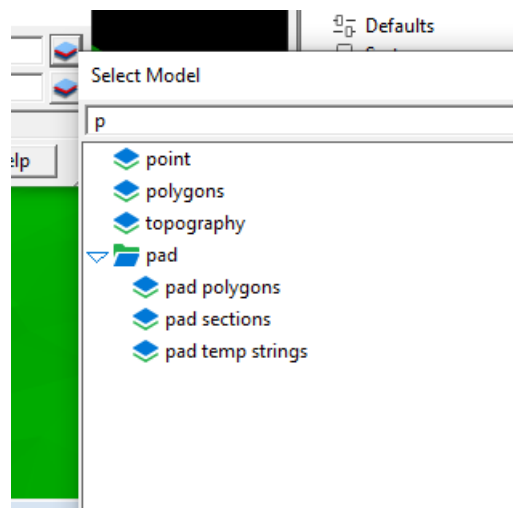 Defaults
Select Model
p
elp
point
polygons
topography
pad
pad polygons
pad sections
pad temp strings